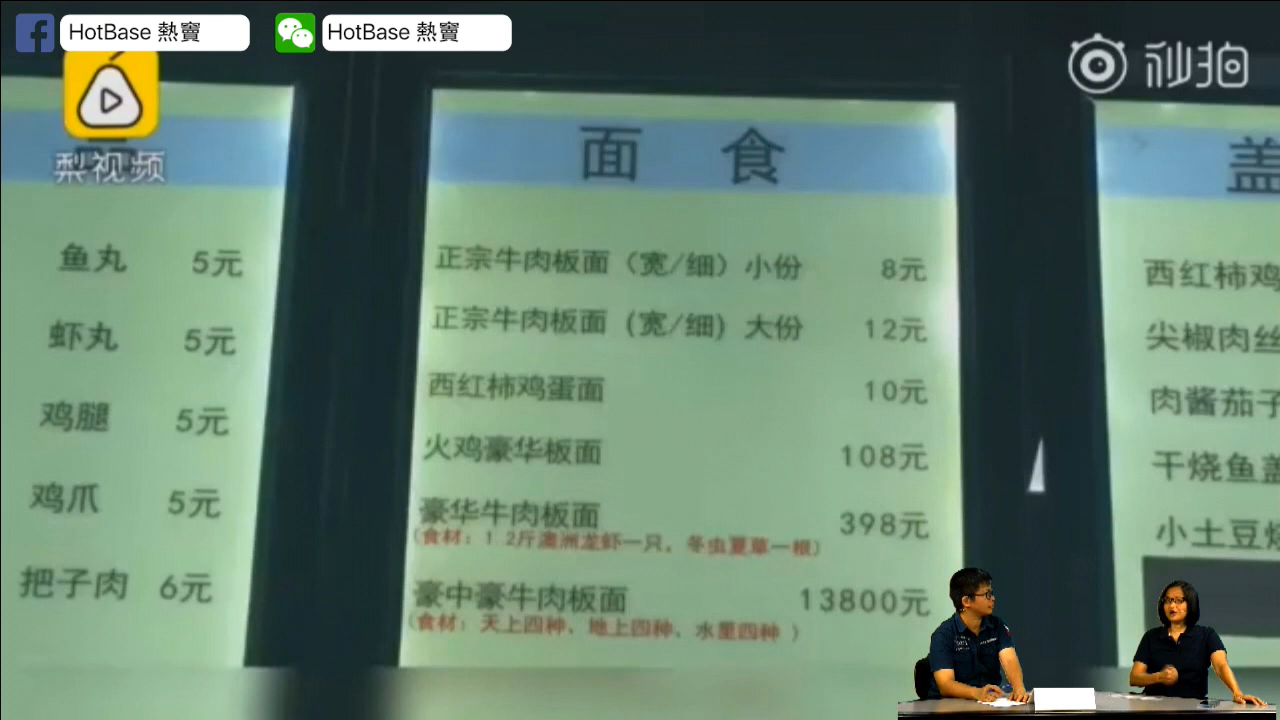 HotBase 熱竇
HotBase 熱竇
秒拍
梨视频
鱼丸 5元
虾丸 5元
鸡腿 5元
鸡爪 5元
把子肉 6元
面 食
正宗牛肉板面（宽/细）小份 8元
正宗牛肉板面（宽/细）大份 12元
西红柿鸡蛋面 10元
火鸡豪华板面 108元
豪华牛肉板面 398元
（食材：1 2斤澳洲龙虾一只，冬虫夏草一根）
豪中豪牛肉板面 13800元
（食材：天上四种、地上四种、水里四种 ）
盖
西红柿鸡
尖椒肉丝
肉酱茄子
干烧鱼盖
小土豆烧